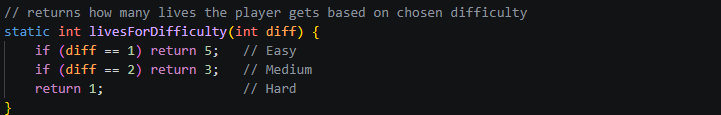 // returns how many lives the player gets based on chosen difficulty
static int livesForDifficulty(int diff) {
    if (diff == 1) return 5;   // Easy
    if (diff == 2) return 3;   // Medium
    return 1;                  // Hard
}